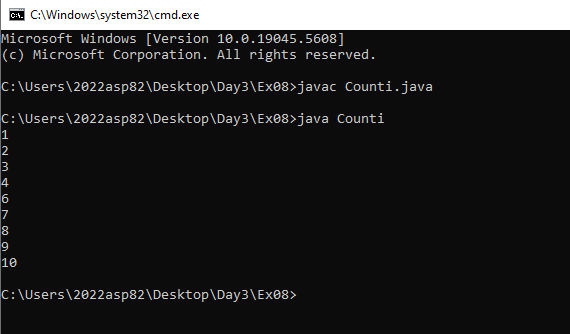 C:\Windows\system32\cmd.exe
Microsoft Windows [Version 10.0.19045.5608]
(c) Microsoft Corporation. All rights reserved.
C:\Users\2022asp82\Desktop\Day3\Ex08>javac Counti.java
C:\Users\2022asp82\Desktop\Day3\Ex08>java Counti
1
2
3
4
6
7
8
9
10
C:\Users\2022asp82\Desktop\Day3\Ex08>